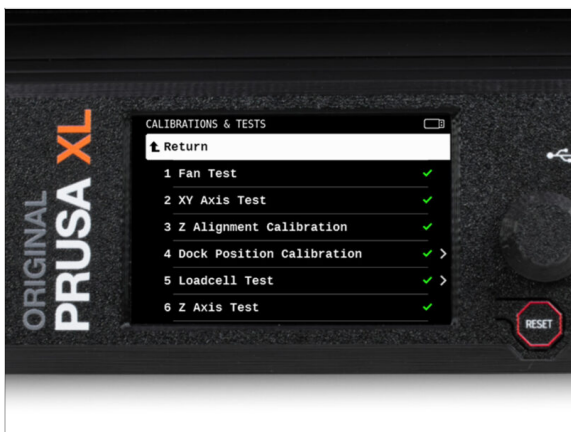 ORIGINAL
PRUSA XL
CALIBRATIONS & TESTS
Return
1 Fan Test
2 XY Axis Test
3 Z Alignment Calibration
4 Dock Position Calibration
5 Loadcell Test
6 Z Axis Test
RESET